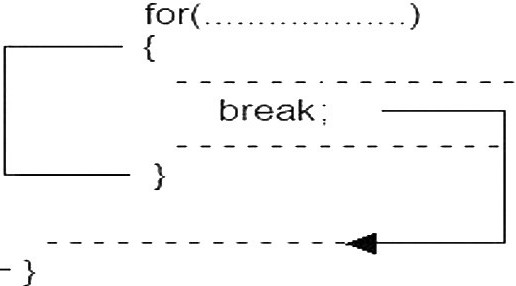 for(...................)
{
break;
}
}